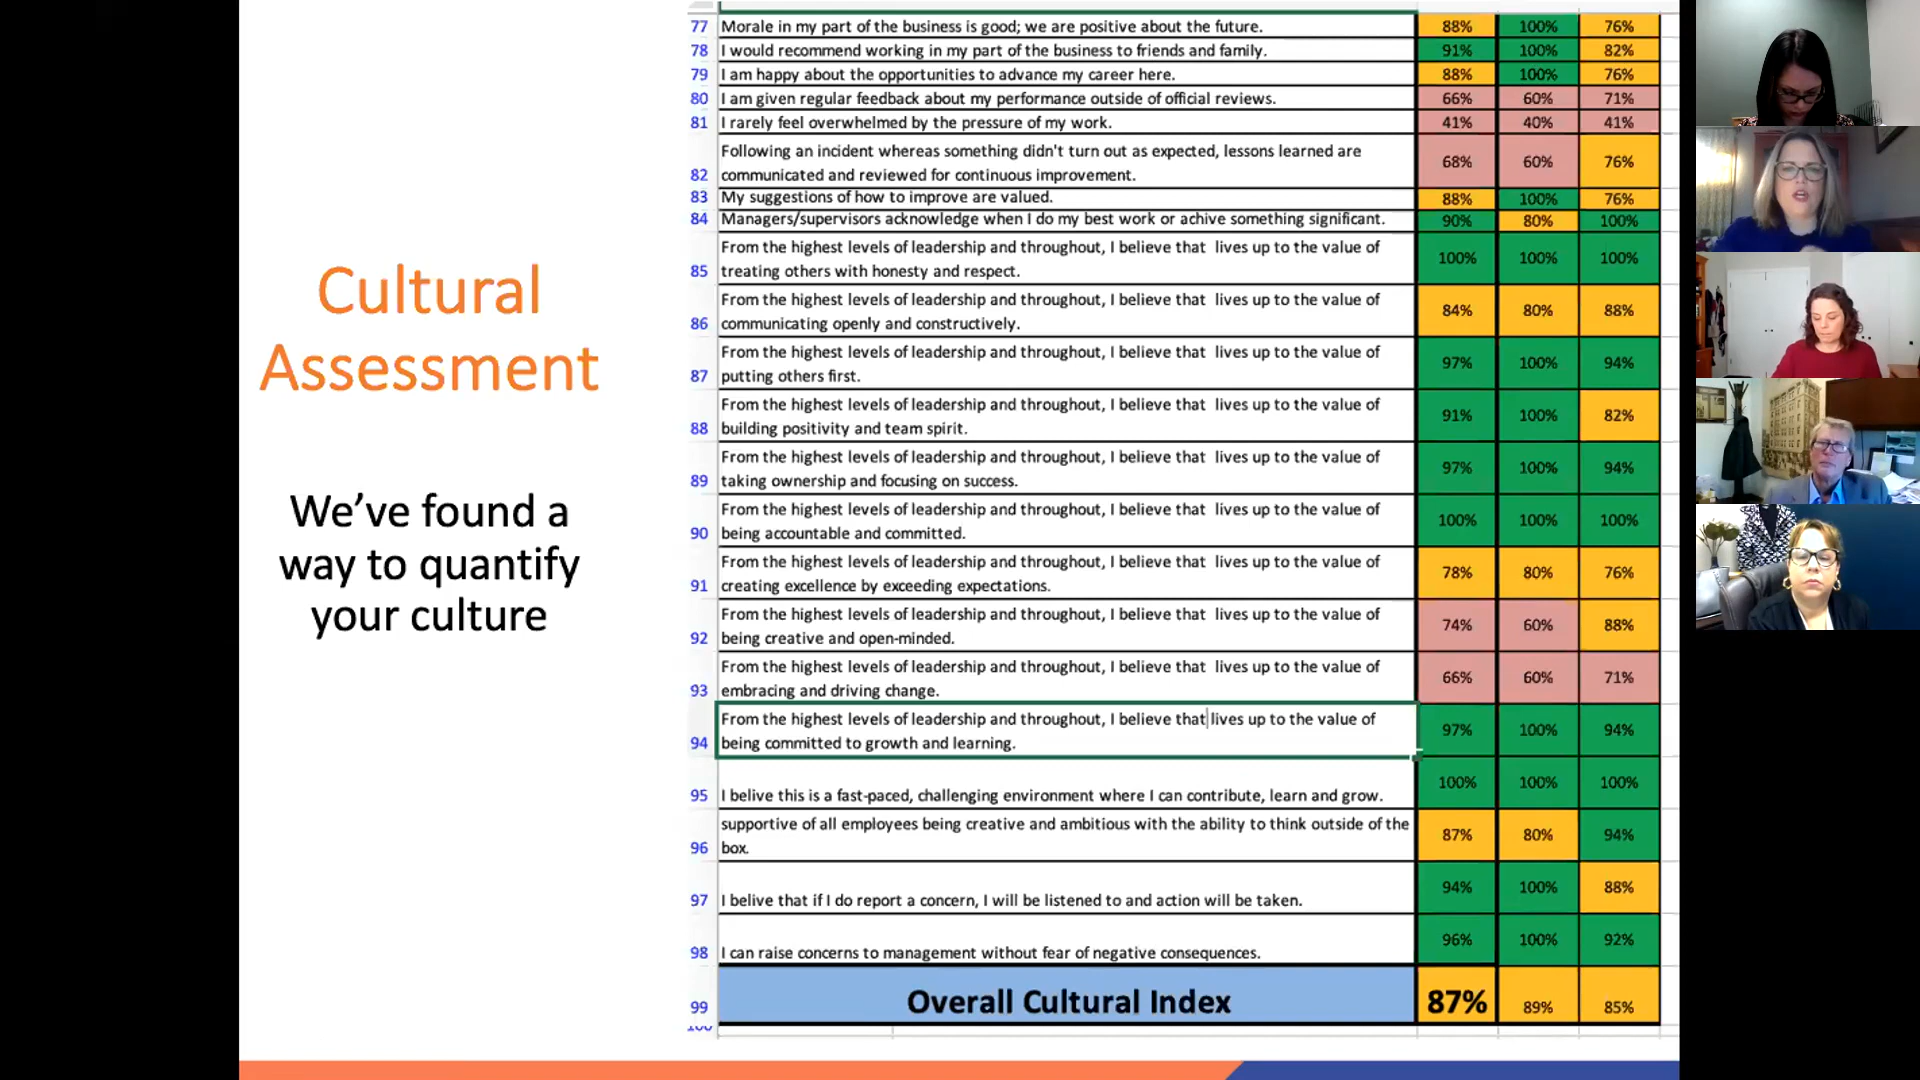 Cultural
Assessment
We've found a
way to quantify
your culture
77 Morale in my part of the business is good; we are positive about the future. 88% 100% 76%
78 I would recommend working in my part of the business to friends and family. 91% 100% 82%
79 I am happy about the opportunities to advance my career here. 88% 100% 76%
80 I am given regular feedback about my performance outside of official reviews. 66% 60% 71%
81 I rarely feel overwhelmed by the pressure of my work. 41% 40% 41%
Following an incident whereas something didn't turn out as expected, lessons learned are
82 communicated and reviewed for continuous improvement. 68% 60% 76%
83 My suggestions of how to improve are valued. 88% 100% 76%
84 Managers/supervisors acknowledge when I do my best work or achive something significant. 90% 80% 100%
From the highest levels of leadership and throughout, I believe that lives up to the value of
85 treating others with honesty and respect. 100% 100% 100%
From the highest levels of leadership and throughout, I believe that lives up to the value of
86 communicating openly and constructively. 84% 80% 88%
From the highest levels of leadership and throughout, I believe that lives up to the value of
87 putting others first. 97% 100% 94%
From the highest levels of leadership and throughout, I believe that lives up to the value of
88 building positivity and team spirit. 91% 100% 82%
From the highest levels of leadership and throughout, I believe that lives up to the value of
89 taking ownership and focusing on success. 97% 100% 94%
From the highest levels of leadership and throughout, I believe that lives up to the value of
90 being accountable and committed. 100% 100% 100%
From the highest levels of leadership and throughout, I believe that lives up to the value of
91 creating excellence by exceeding expectations. 78% 80% 76%
From the highest levels of leadership and throughout, I believe that lives up to the value of
92 being creative and open-minded. 74% 60% 88%
From the highest levels of leadership and throughout, I believe that lives up to the value of
93 embracing and driving change. 66% 60% 71%
From the highest levels of leadership and throughout, I believe that lives up to the value of
94 being committed to growth and learning. 97% 100% 94%
95 I belive this is a fast-paced, challenging environment where I can contribute, learn and grow. 100% 100% 100%
supportive of all employees being creative and ambitious with the ability to think outside of the
96 box. 87% 80% 94%
97 I belive that if I do report a concern, I will be listened to and action will be taken. 94% 100% 88%
98 I can raise concerns to management without fear of negative consequences. 96% 100% 92%
99 Overall Cultural Index 87% 89% 85%
100